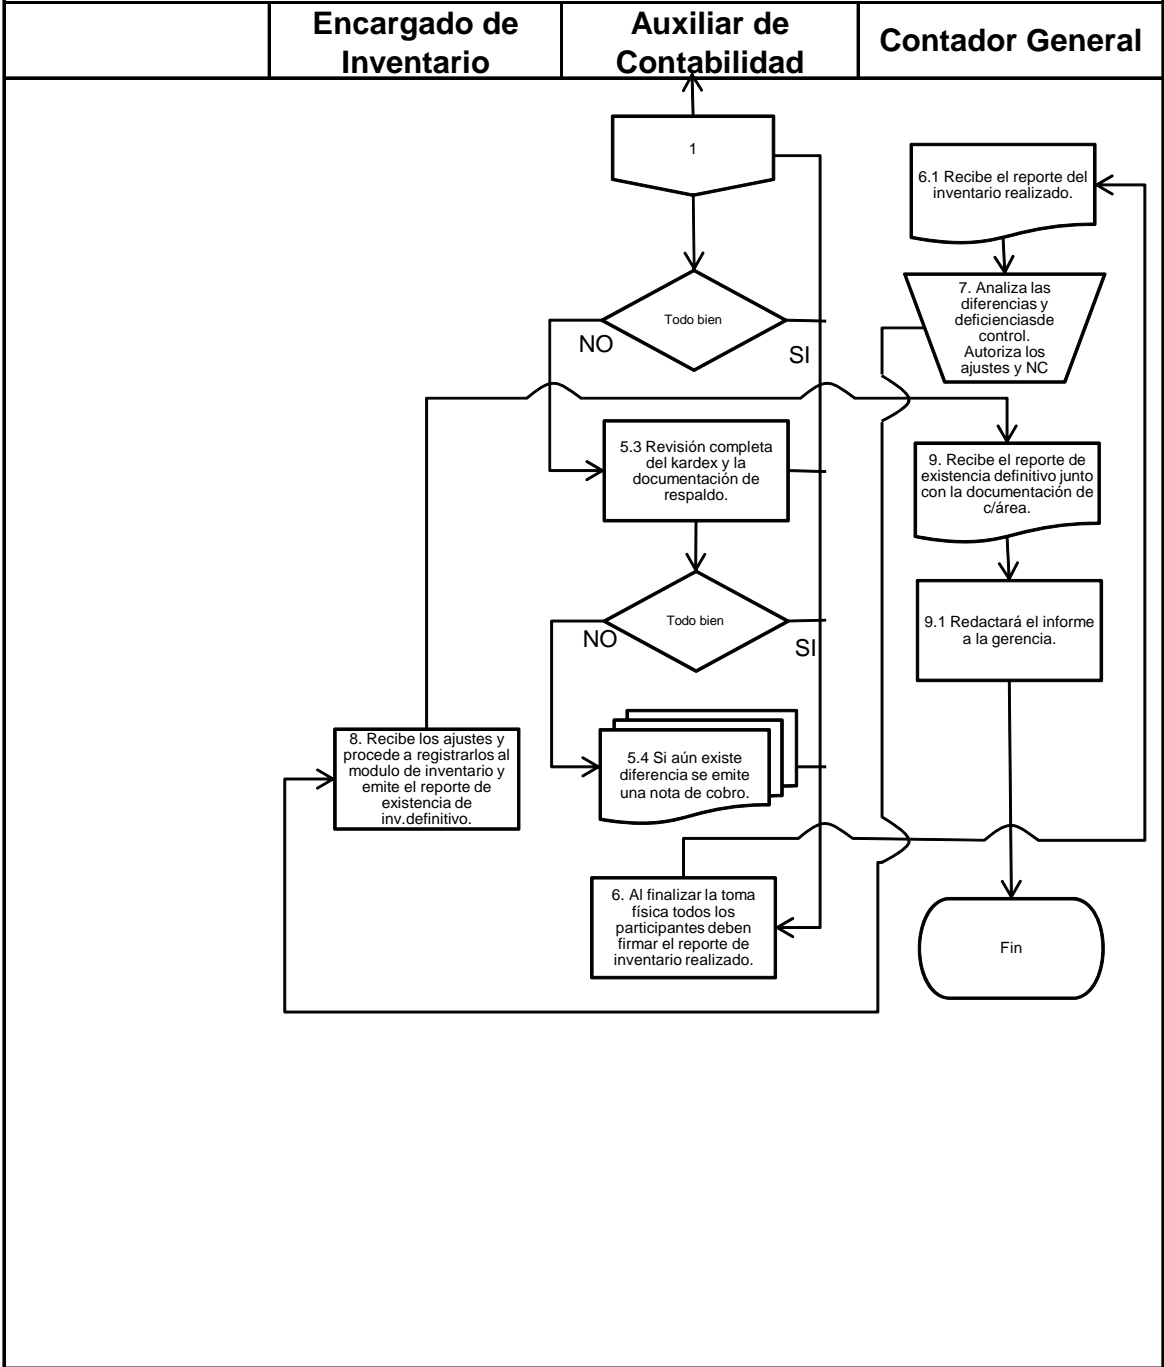 Encargado de
Inventario
Auxiliar de
Contabilidad
Contador General
1
6.1 Recibe el reporte del
inventario realizado.
Todo bien
NO
SI
7. Analiza las
diferencias y
deficienciasde
control.
Autoriza los
ajustes y NC
5.3 Revisión completa
del kardex y la
documentación de
respaldo.
9. Recibe el reporte de
existencia definitivo junto
con la documentación de
c/área.
Todo bien
NO
SI
9.1 Redactará el informe
a la gerencia.
8. Recibe los ajustes y
procede a registrarlos al
modulo de inventario y
emite el reporte de
existencia de
inv.definitivo.
5.4 Si aún existe
diferencia se emite
una nota de cobro.
6. Al finalizar la toma
física todos los
participantes deben
firmar el reporte de
inventario realizado.
Fin